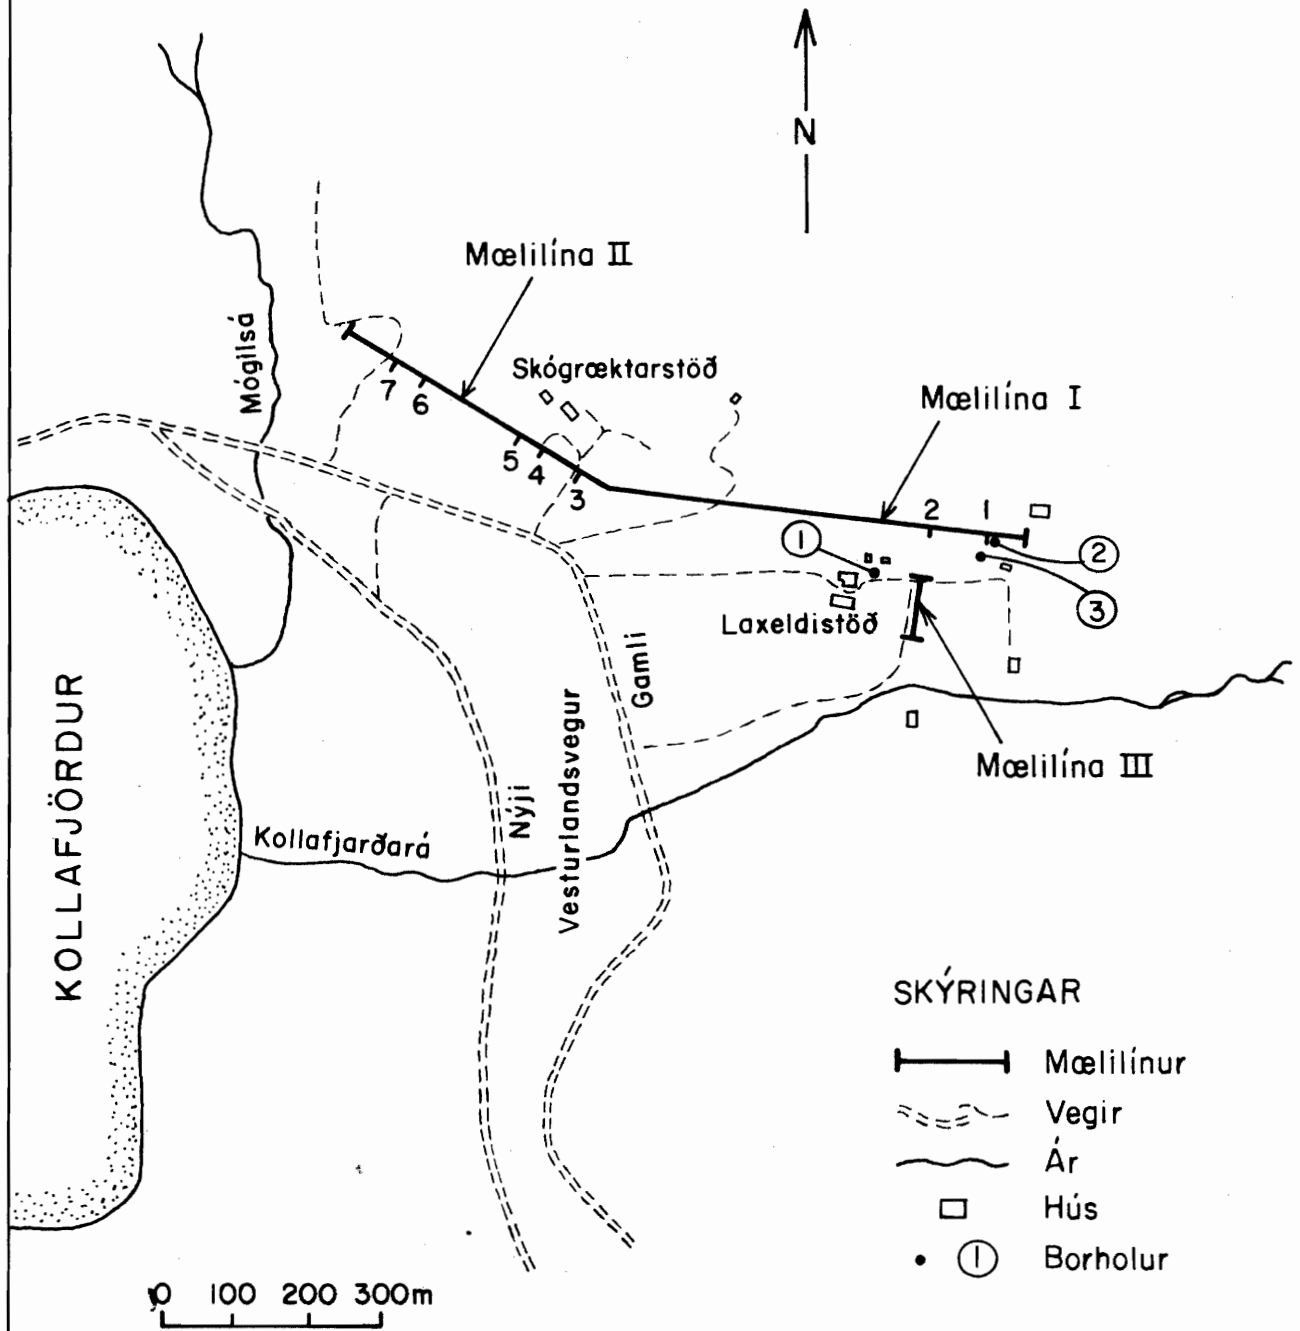 N
Mælilína II
Mógilsá
Skógræktarstöð
7
6
5
4
3
Mælilína I
2
1
1
2
3
Laxeldistöð
Gamli
Mælilína III
KOLLAFJÖRDUR
Nýji
Vesturlandsvegur
Kollafjarðará
SKÝRINGAR
Mælilínur
Vegir
Ár
Hús
1 Borholur
0 100 200 300m